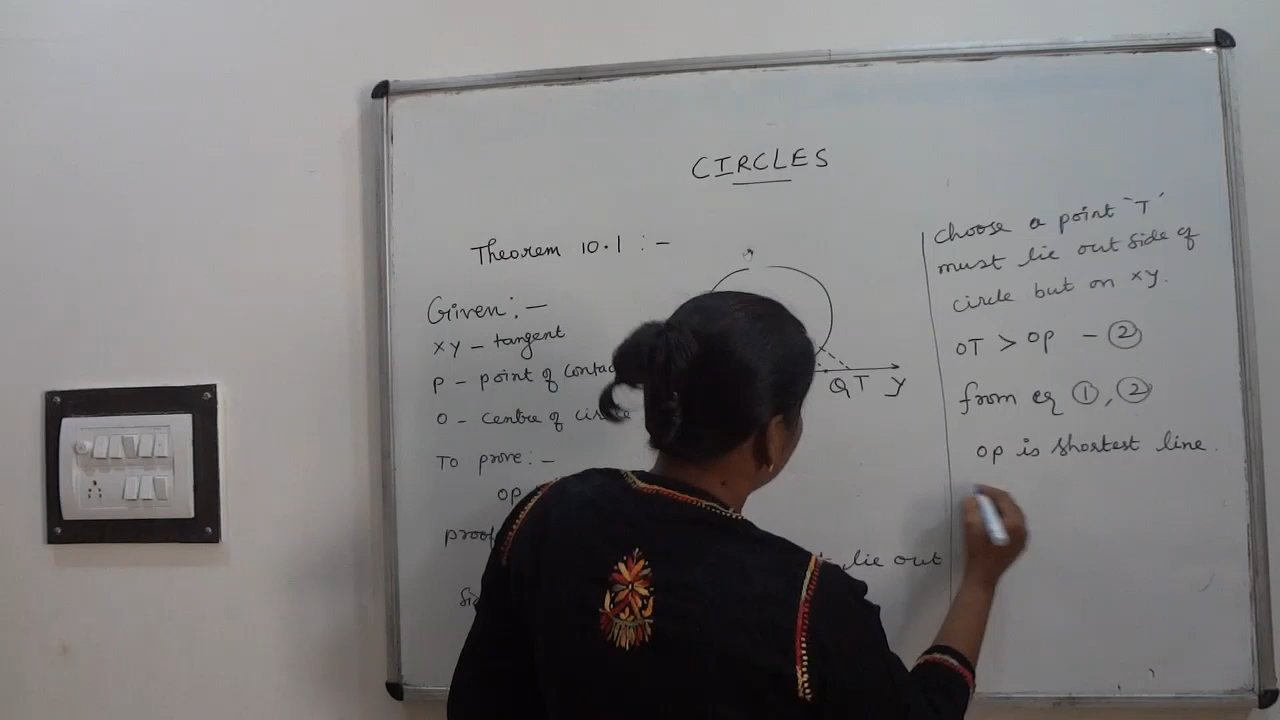 CIRCLES
Theorem 10.1 :-
Given:-
XY - tangent
P - point of contac
O - centre of circle
To prove:-
OP
proof
lie out
Q T Y
choose a point "T"
must lie out side of
circle but on XY.
OT > OP - ②
from eq ①, ②
OP is shortest line.